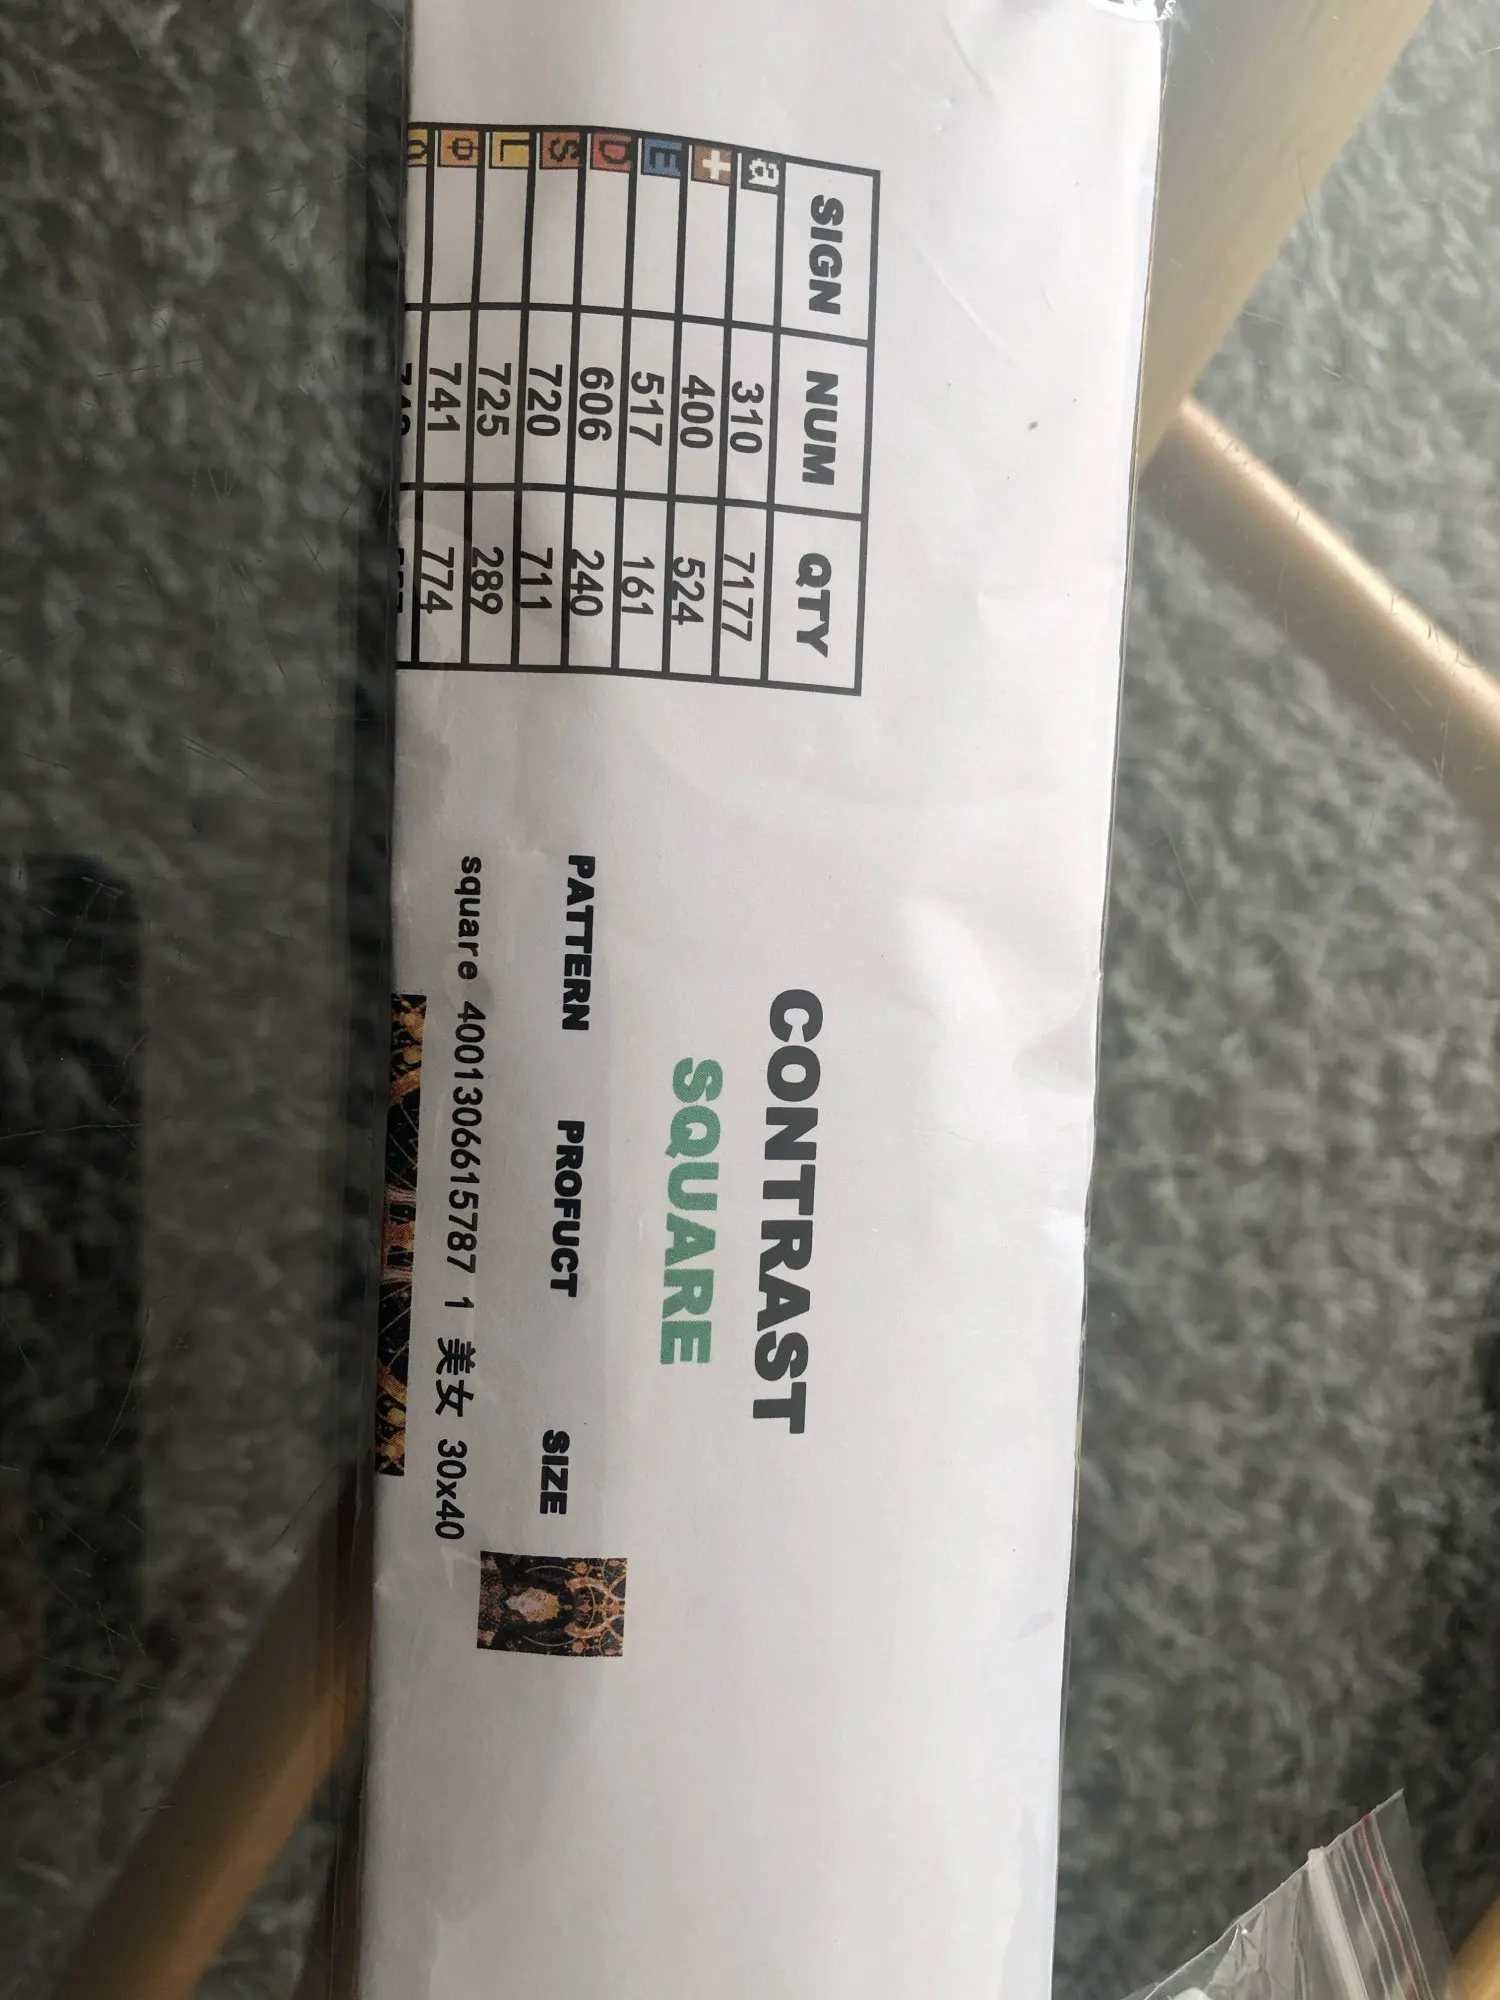 SIGN NUM QTY
a 310 7177
+ 400 524
E 517 161
D 606 240
S 720 711
L 725 289
Φ 741 774
CONTRAST
SQUARE
PATTERN PROFUCT SIZE
square 4001306615787 1 美女 30x40